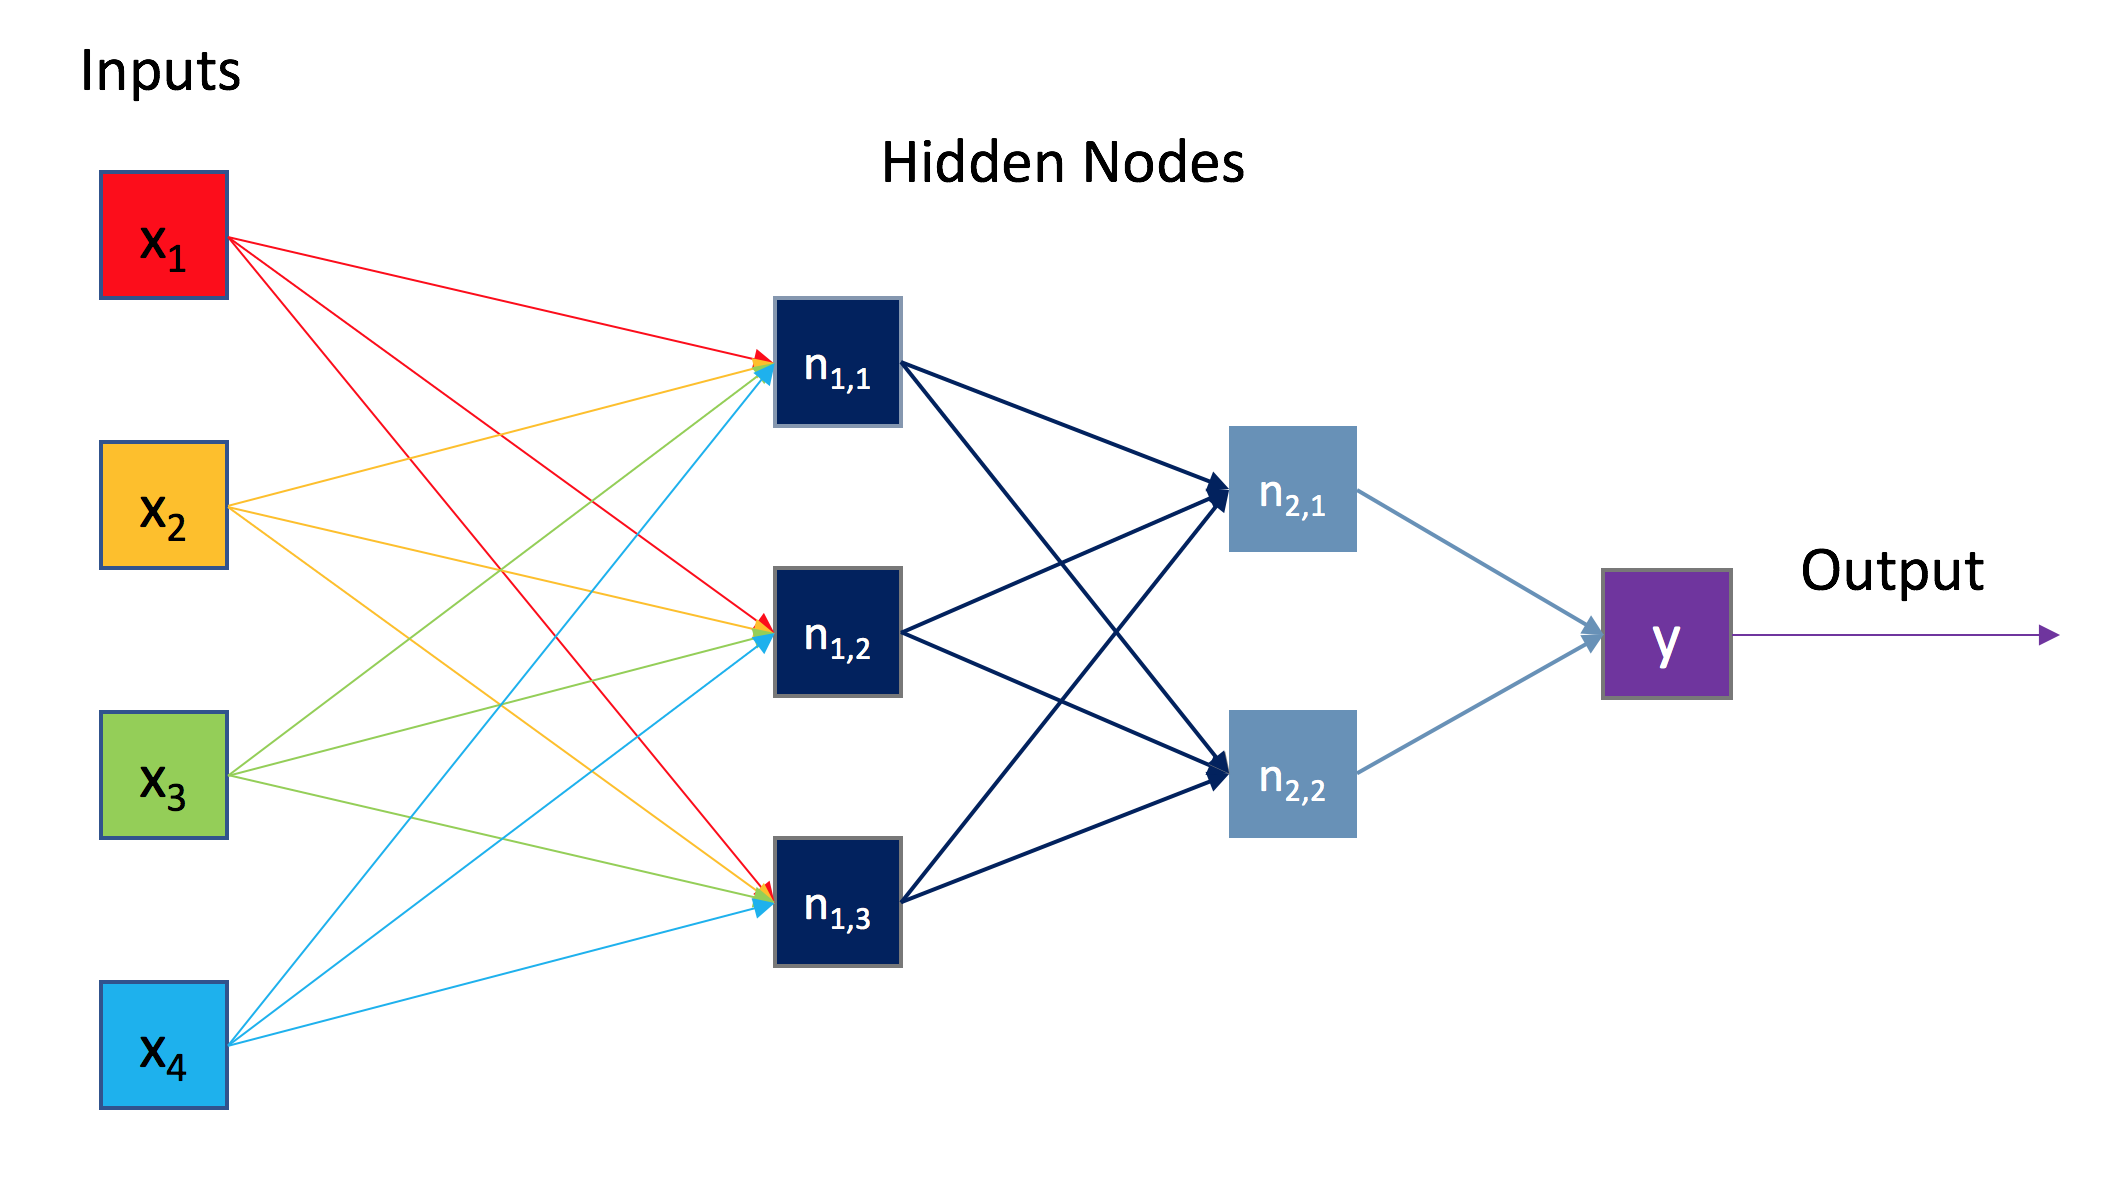 Inputs
Hidden Nodes
x₁
n₁,₁
x₂
n₂,₁
Output
n₁,₂
y
x₃
n₂,₂
n₁,₃
x₄